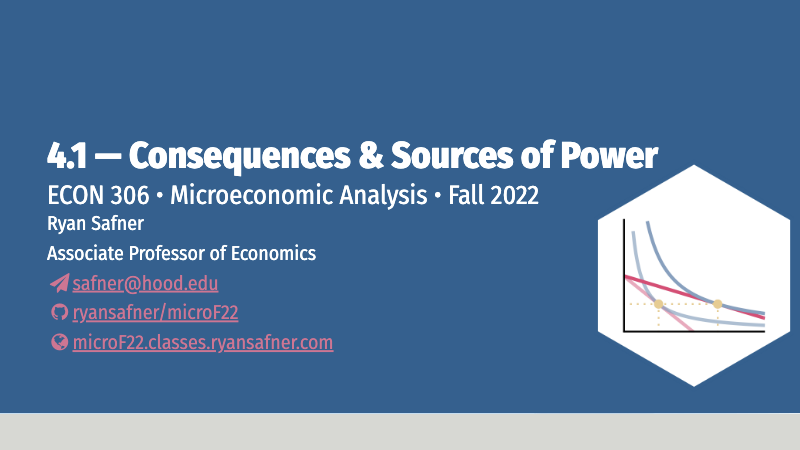 4.1 — Consequences & Sources of Power
ECON 306 • Microeconomic Analysis • Fall 2022
Ryan Safner
Associate Professor of Economics
safner@hood.edu
ryansafner/microF22
microF22.classes.ryansafner.com